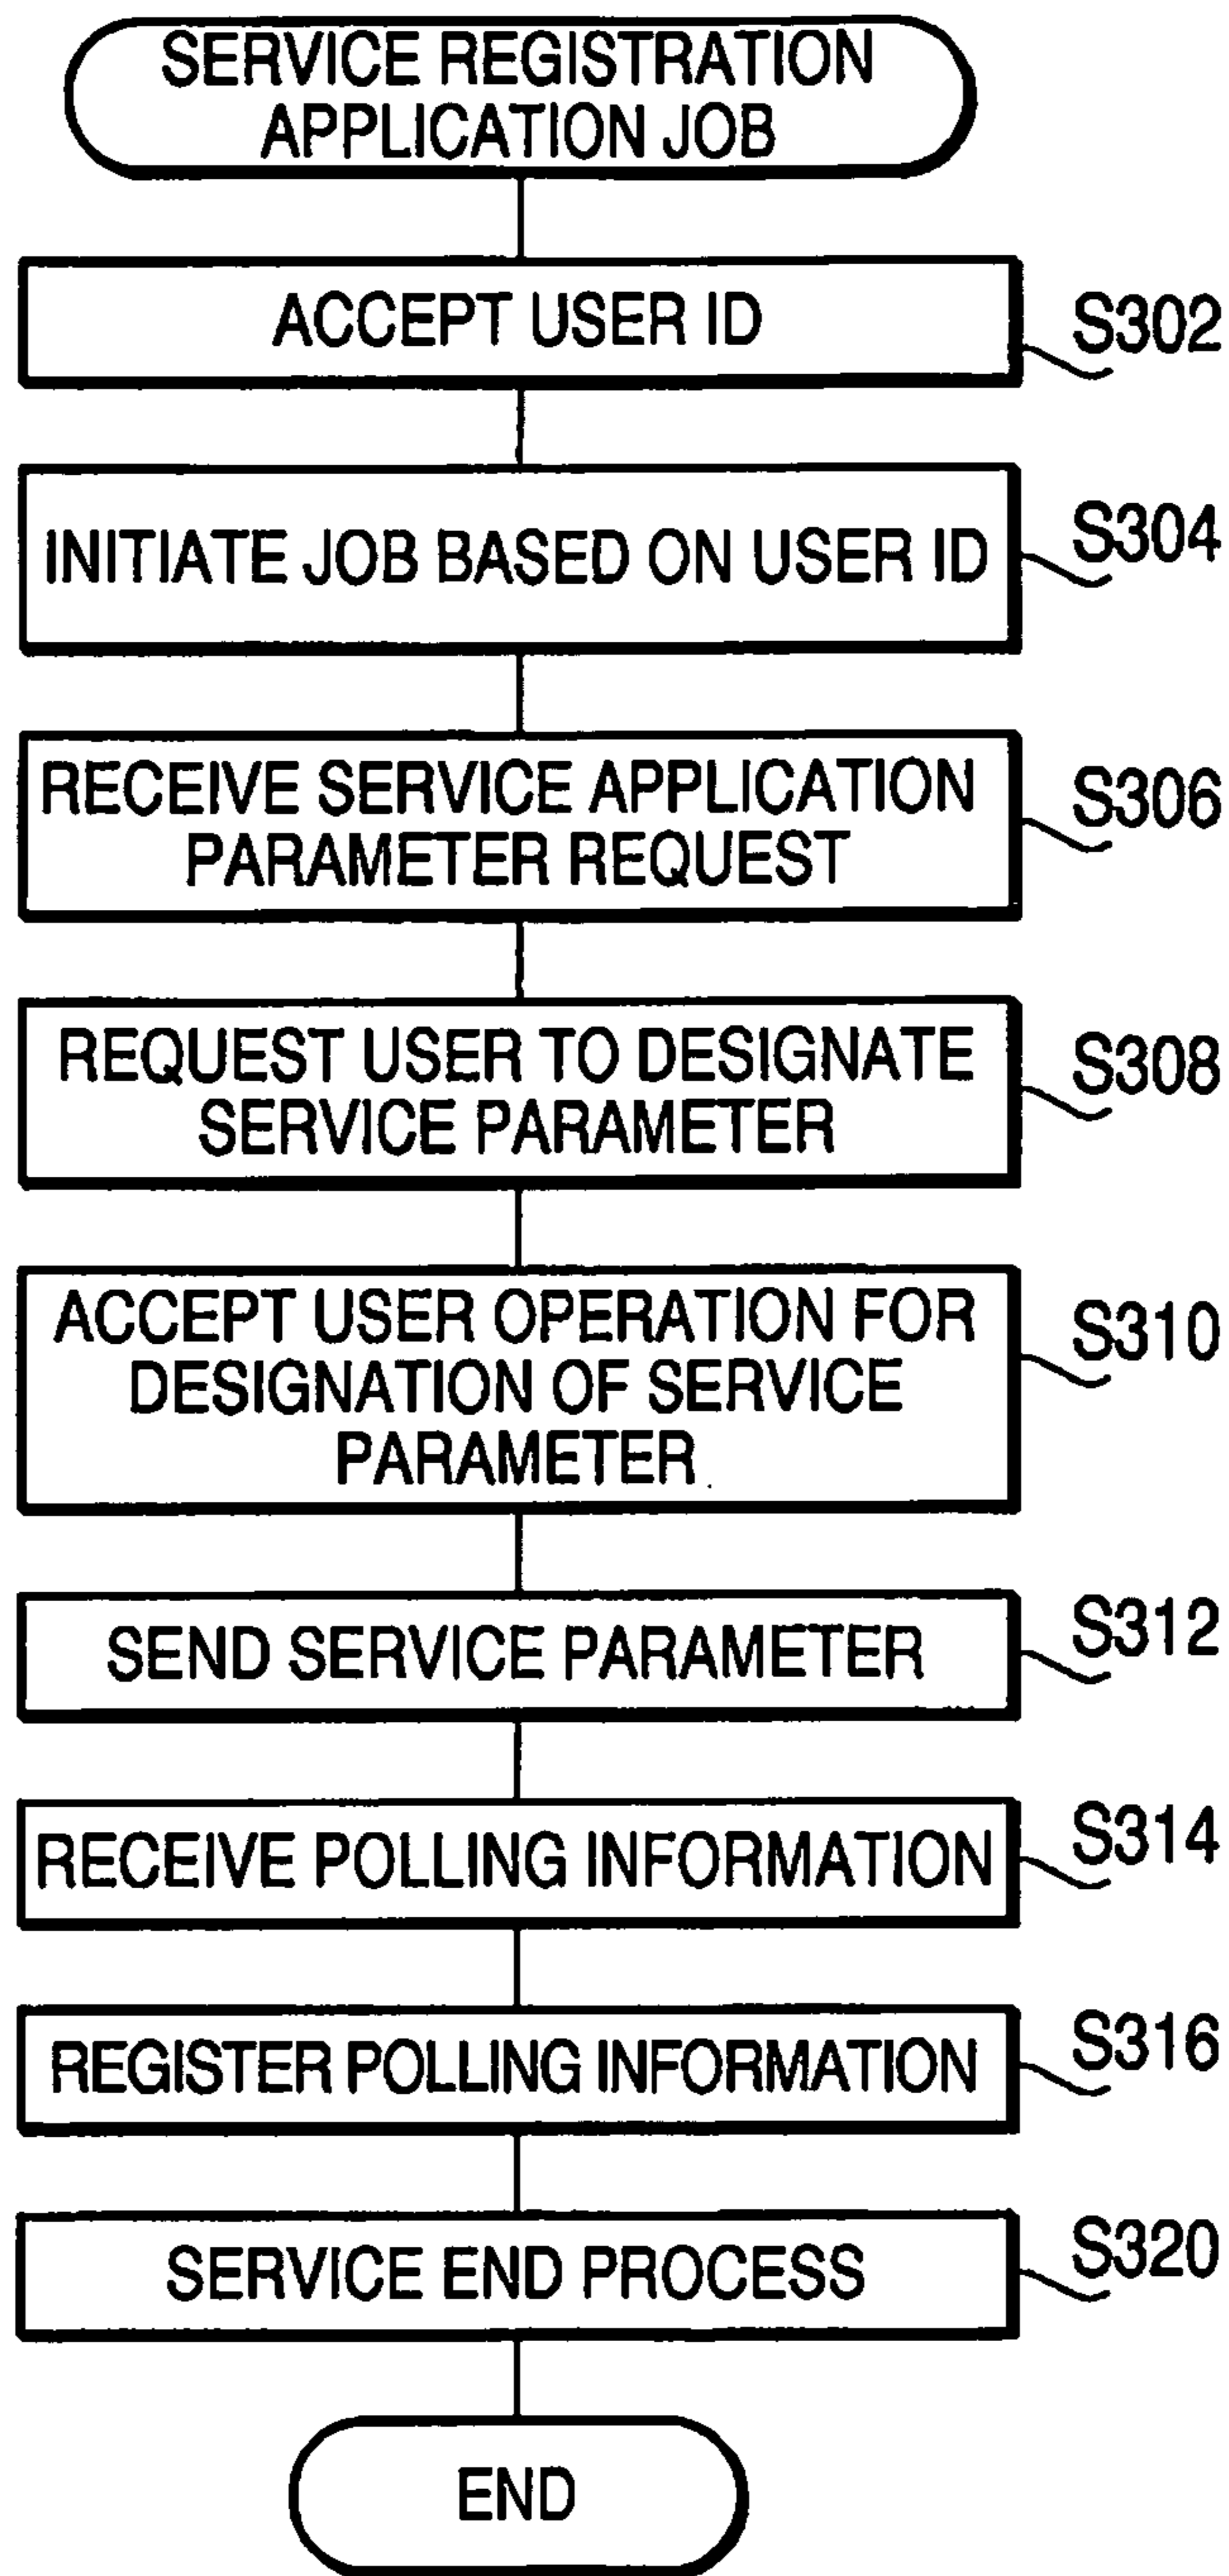 SERVICE REGISTRATION
APPLICATION JOB
ACCEPT USER ID
S302
INITIATE JOB BASED ON USER ID
S304
RECEIVE SERVICE APPLICATION
PARAMETER REQUEST
S306
REQUEST USER TO DESIGNATE
SERVICE PARAMETER
S308
ACCEPT USER OPERATION FOR
DESIGNATION OF SERVICE
PARAMETER
S310
SEND SERVICE PARAMETER
S312
RECEIVE POLLING INFORMATION
S314
REGISTER POLLING INFORMATION
S316
SERVICE END PROCESS
S320
END